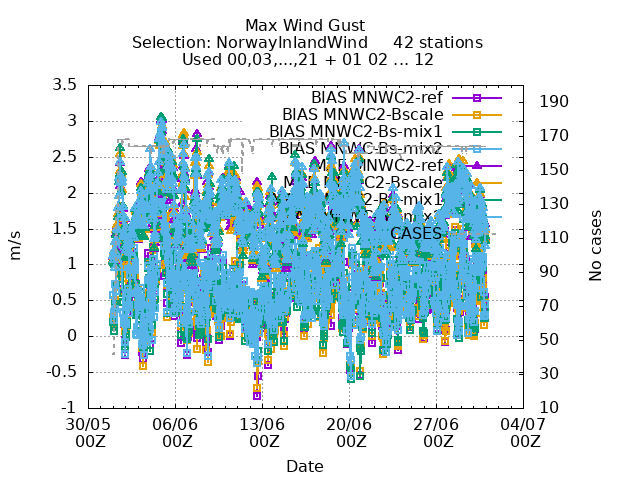 Max Wind Gust
Selection: NorwayInlandWind 42 stations
Used 00,03,...,21 + 01 02 ... 12
BIAS MNWC2-ref
BIAS MNWC2-Bscale
BIAS MNWC2-Bs-mix1
BIAS MNWC2-Bs-mix2
MNWC2-ref
CASES
3.5
3
2.5
2
1.5
1
0.5
0
-0.5
-1
190
170
150
130
110
90
70
50
30
10
m/s
No cases
30/05 06/06 13/06 20/06 27/06 04/07
00Z 00Z 00Z 00Z 00Z 00Z
Date